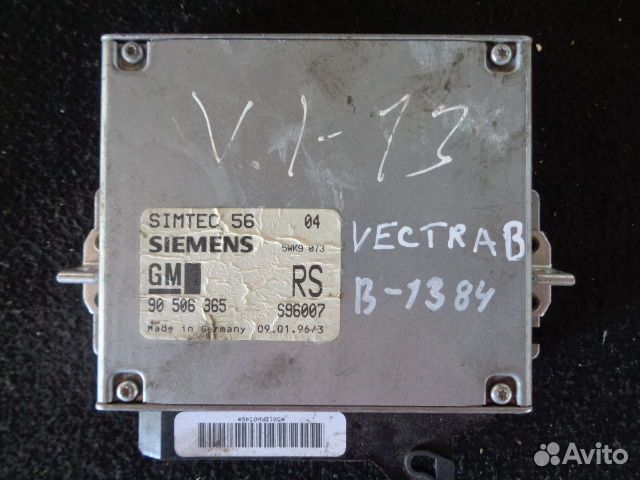 V.I-13
SIMTEC 56 04
SIEMENS 5WK9 073
GM RS
90 506 365 S96007
Made in Germany 09.01.96/3
VECTRA B
B-1384
Avito